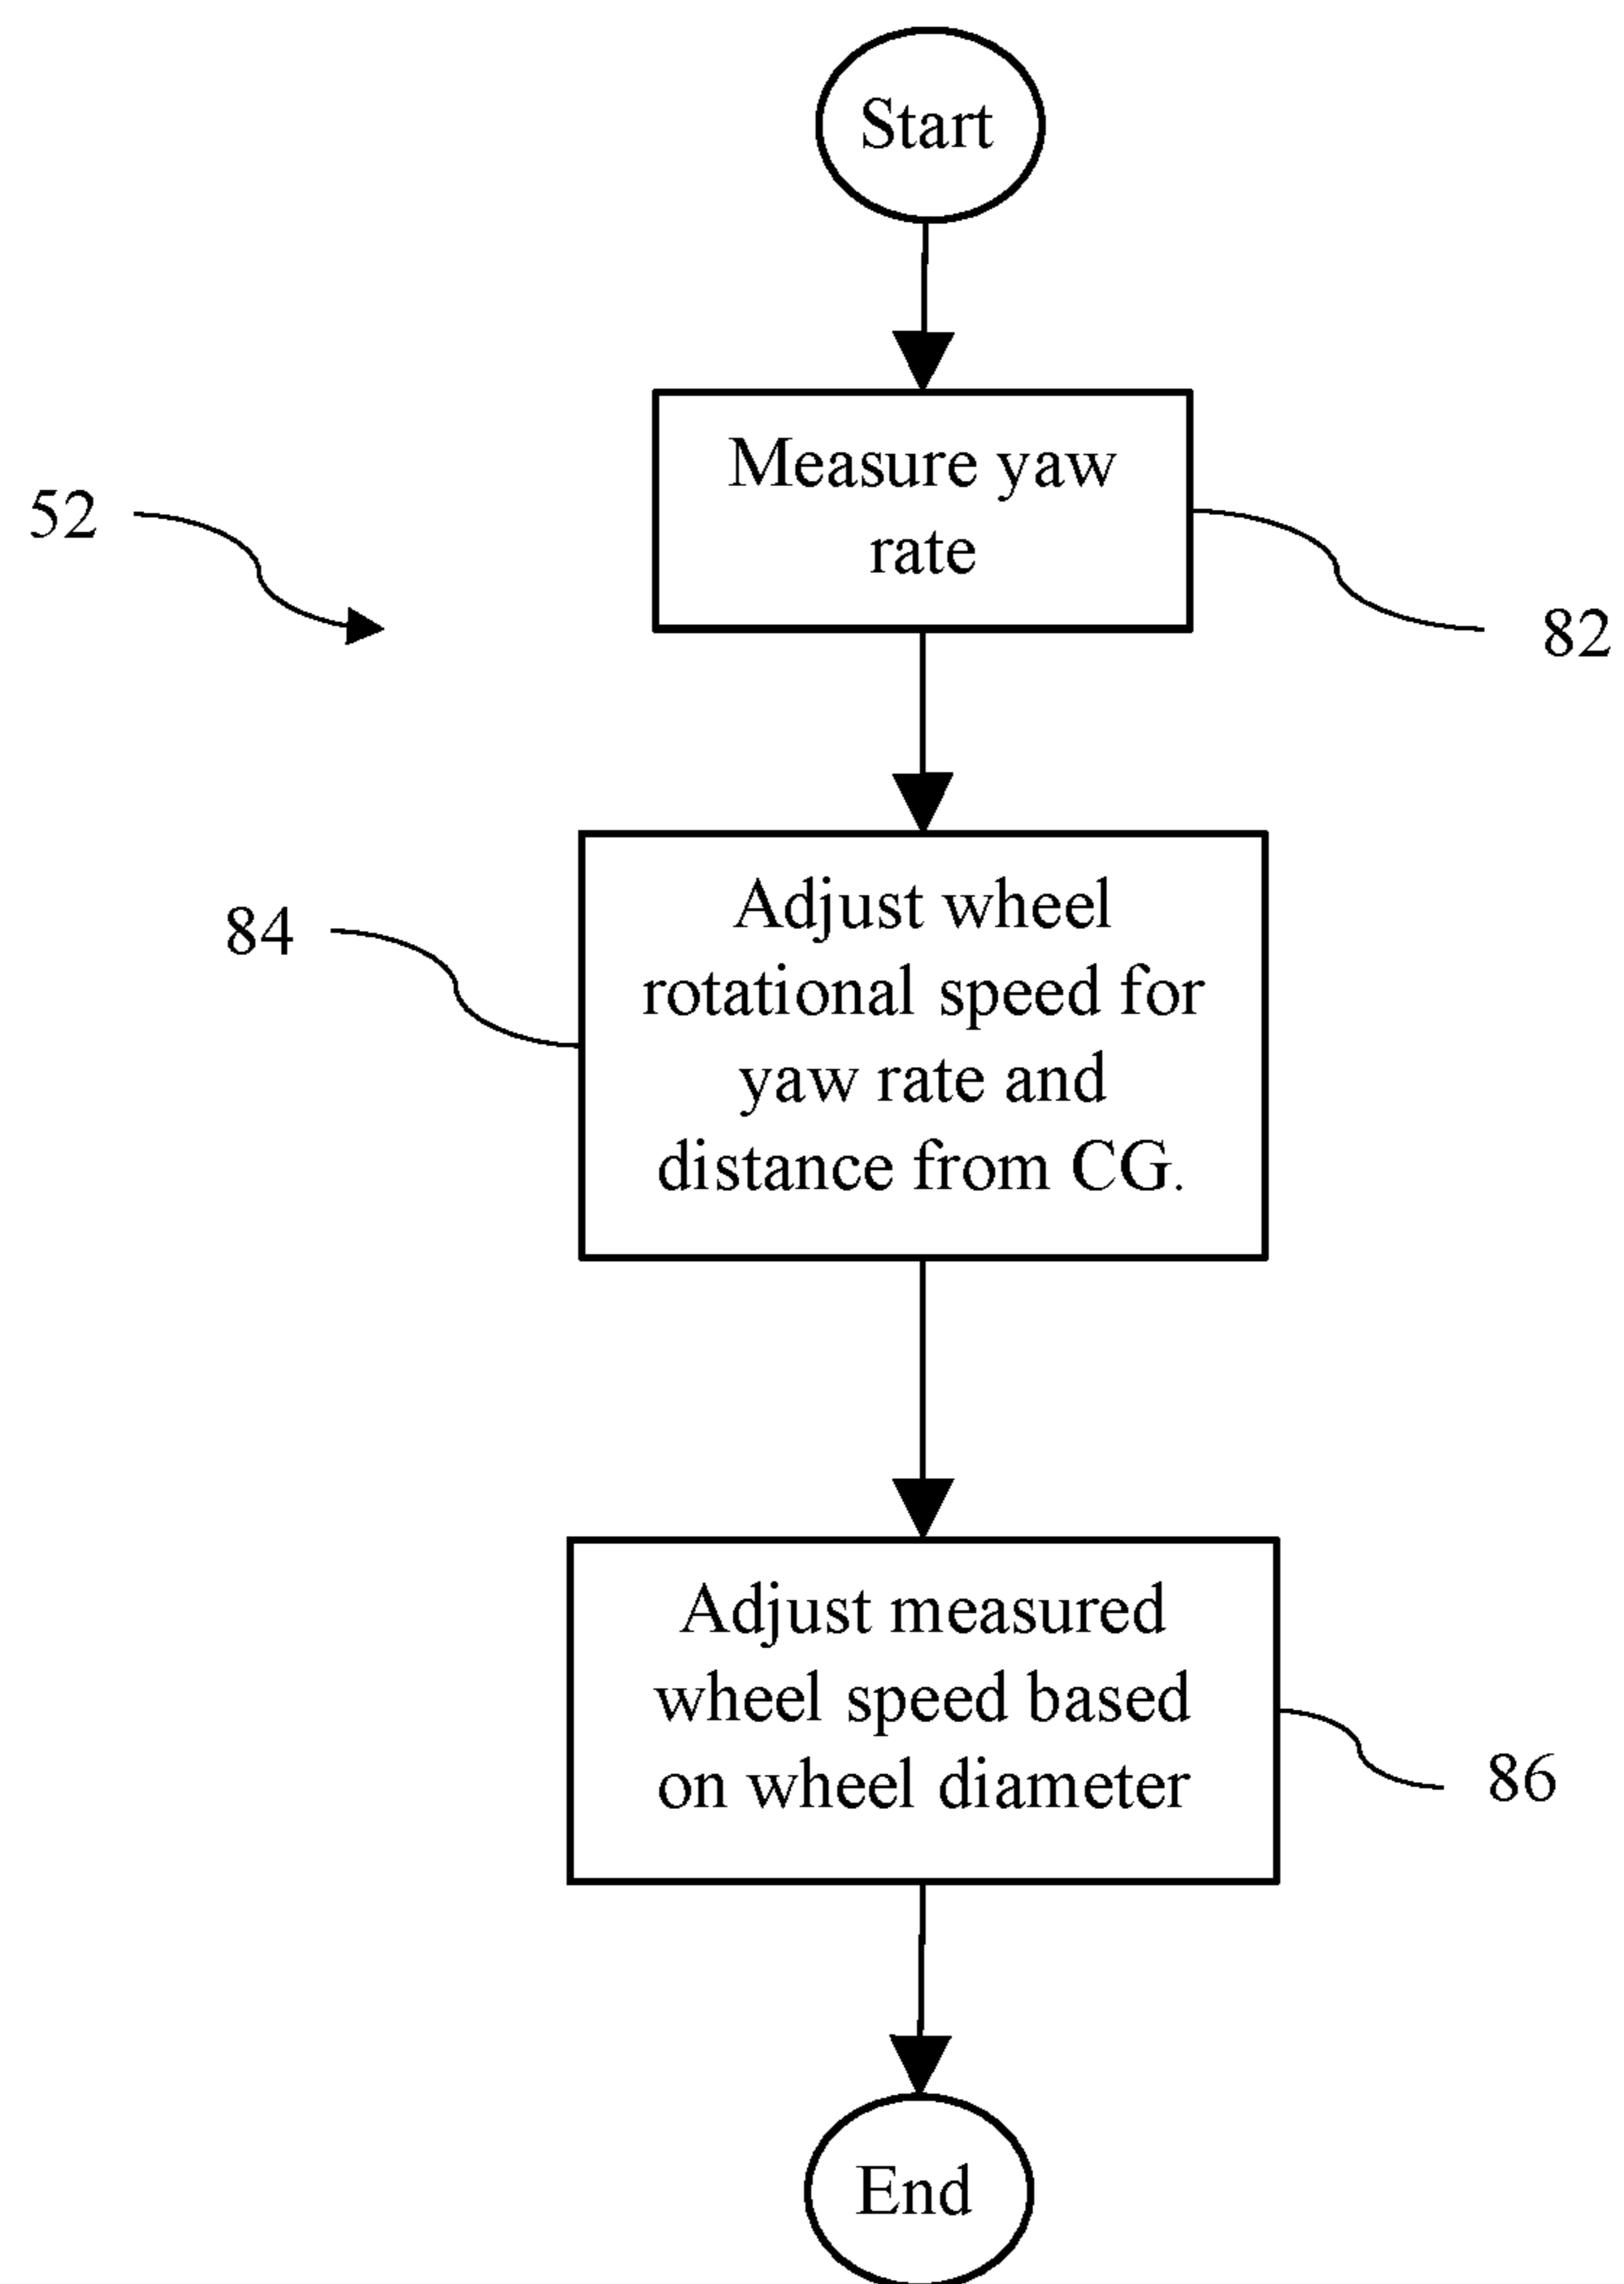 Start
Measure yaw
rate
52
82
Adjust wheel
rotational speed for
yaw rate and
distance from CG.
84
Adjust measured
wheel speed based
on wheel diameter
86
End